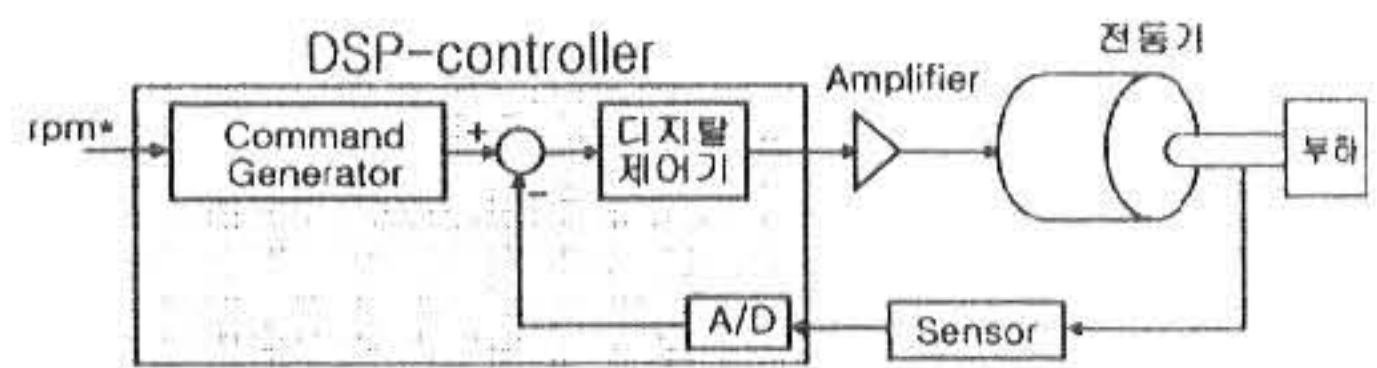 DSP-controller
전동기
Amplifier
rpm*
Command
Generator
+
-
디지탈
제어기
부하
A/D
Sensor